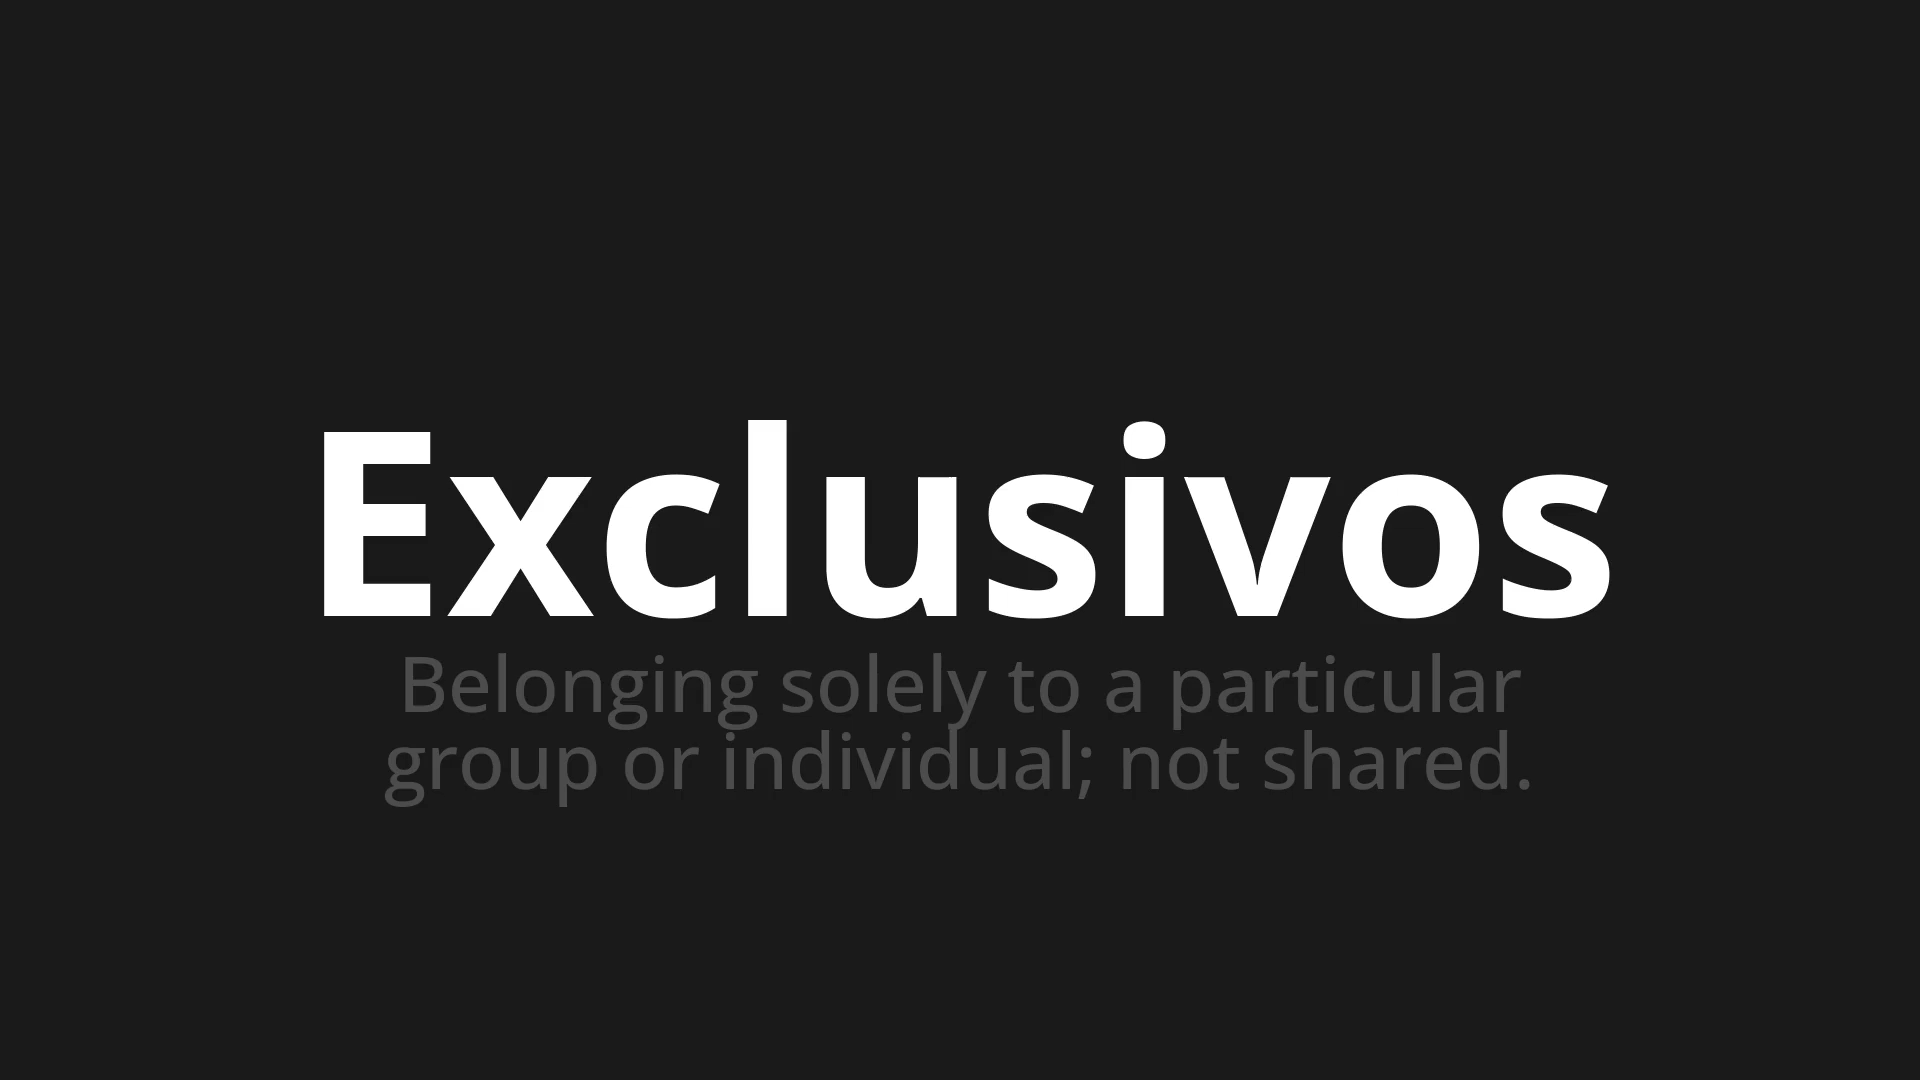 Exclusivos
Belonging solely to a particular
group or individual; not shared.